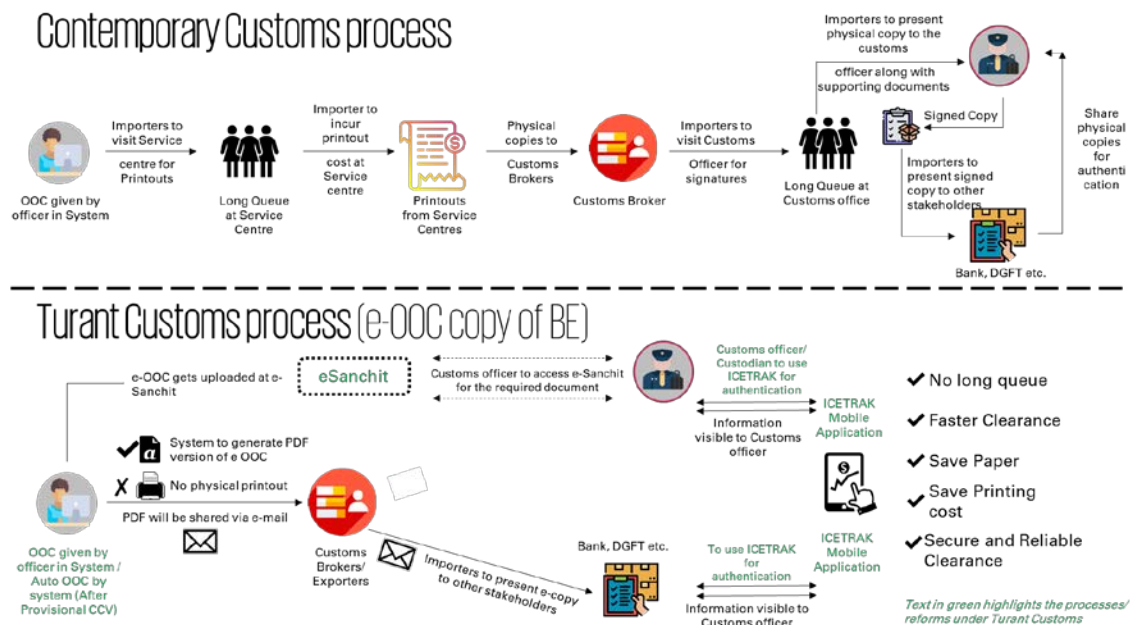 Contemporary Customs process
OOC given by
officer in System
Importers to
visit Service
centre for
Printouts
Long Queue
at Service
Centre
Importer to
incur
printout
cost at
Service
centre
Printouts
from Service
Centres
Physical
copies to
Customs
Brokers
Customs Broker
Importers to
visit Customs
Officer for
signatures
Long Queue at
Customs office
Importers to present
physical copy to the
customs
officer along with
supporting documents
Signed Copy
Importers to
present signed
copy to other
stakeholders
Bank, DGFT etc.
Share
physical
copies
for
authenti
cation
Turant Customs process (e-OOC copy of BE)
e-OOC gets uploaded at e-
Sanchit
eSanchit
Customs officer to access e-Sanchit
for the required document
Customs officer/
Custodian to use
ICETRAK for
authentication
Information
visible to Customs
officer
ICETRAK
Mobile
Application
a
System to generate PDF
version of e OOC
No physical printout
PDF will be shared via e-mail
OOC given by
officer in System /
Auto OOC by
system (After
Provisional CCV)
Customs
Brokers/
Exporters
Importers to present e-copy
to other stakeholders
Bank, DGFT etc.
To use ICETRAK
for
authentication
Information
visible to
Customs officer
ICETRAK
Mobile
Application
No long queue
Faster Clearance
Save Paper
Save Printing
cost
Secure and Reliable
Clearance
Text in green highlights the processes/
reforms under Turant Customs